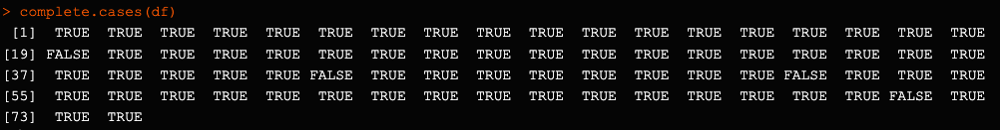 > complete.cases(df)
[1] TRUE TRUE TRUE TRUE TRUE TRUE TRUE TRUE TRUE TRUE TRUE TRUE TRUE TRUE TRUE TRUE TRUE TRUE
[19] FALSE TRUE TRUE TRUE TRUE TRUE TRUE TRUE TRUE TRUE TRUE TRUE TRUE TRUE TRUE TRUE TRUE TRUE
[37] TRUE TRUE TRUE TRUE TRUE FALSE TRUE TRUE TRUE TRUE TRUE TRUE TRUE TRUE FALSE TRUE TRUE TRUE
[55] TRUE TRUE TRUE TRUE TRUE TRUE TRUE TRUE TRUE TRUE TRUE TRUE TRUE TRUE TRUE TRUE FALSE TRUE
[73] TRUE TRUE